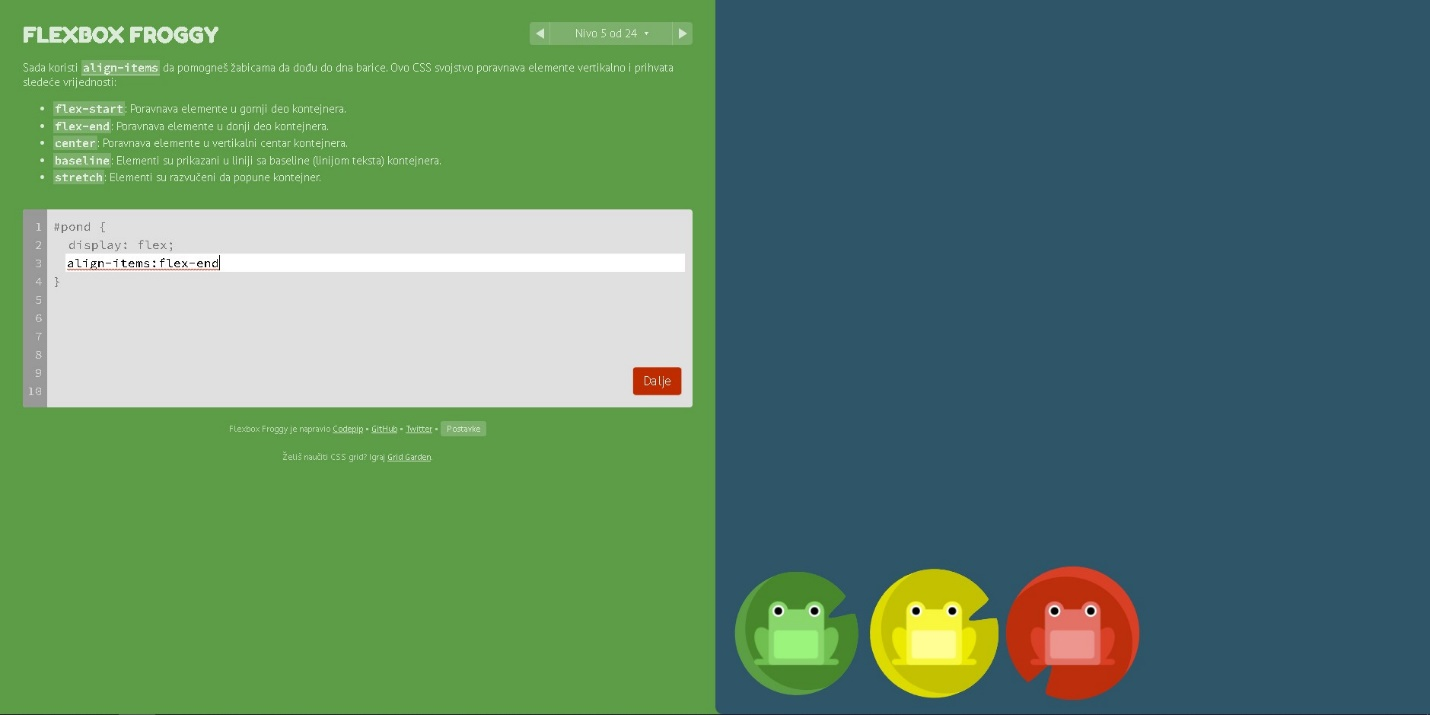 FLEXBOX FROGGY
Nivo 5 od 24
Sada koristi align-items da pomogneš žabicama da dođu do dna barice. Ovo CSS svojstvo poravnava elemente vertikalno i prihvata
sledeće vrijednosti:
flex-start: Poravnava elemente u gornji deo kontejnera.
flex-end: Poravnava elemente u donji deo kontejnera.
center: Poravnava elemente u vertikalni centar kontejnera.
baseline: Elementi su prikazani u liniji sa baseline (linijom teksta) kontejnera.
stretch: Elementi su razvučeni da popune kontejner.
1 #pond {
2 display: flex;
3 align-items:flex-end
4 }
5
6
7
8
9
10
Dalje
Flexbox Froggy je napravio Codepip • GitHub • Twitter • Postavke
Želiš naučiti CSS grid? Igraj Grid Garden.